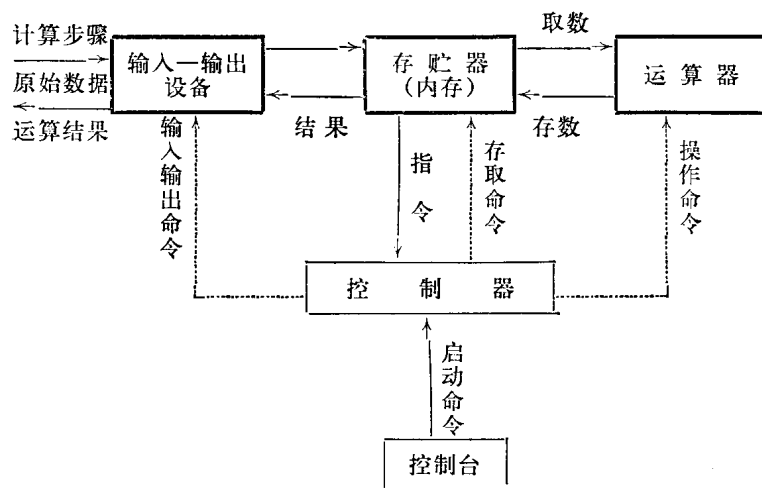 计算步骤
原始数据
运算结果
输入—输出
设备
结果
存贮器
(内存)
取数
存数
运算器
输入输出命令
指令
存取命令
操作命令
控制器
启动命令
控制台